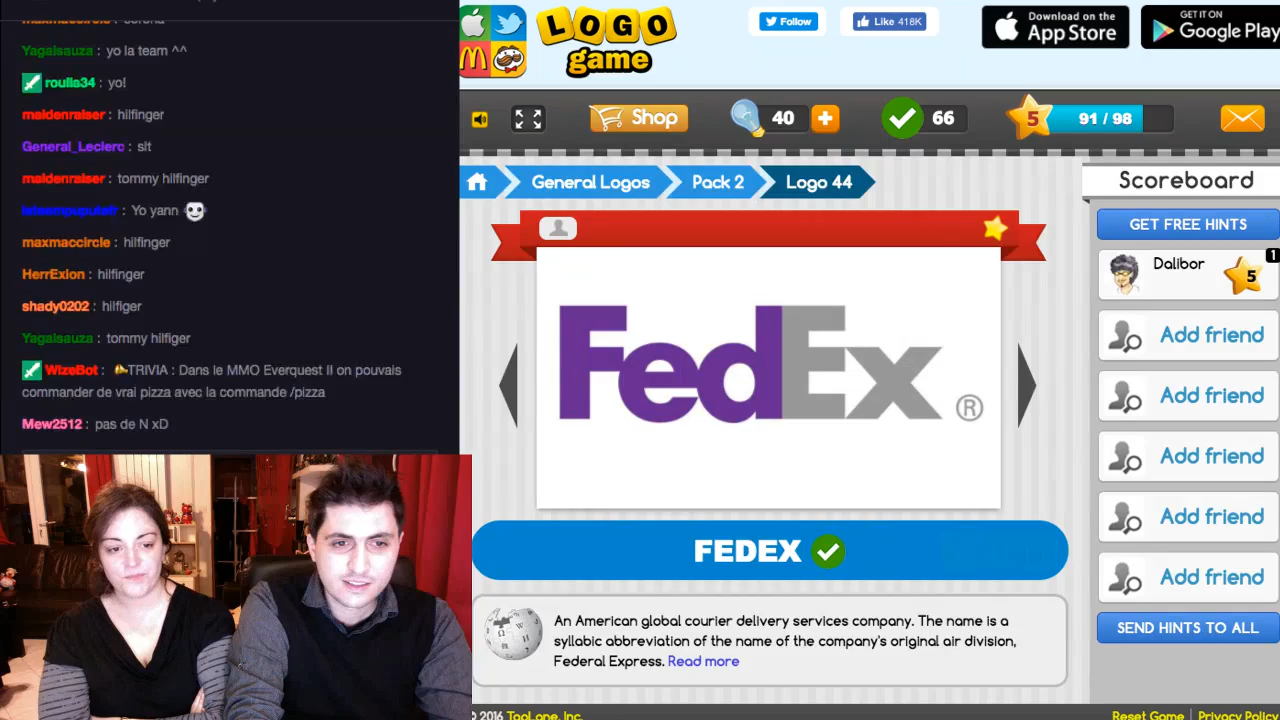 Yagalsauza : yo la team ^^
roulia34 : yo!
maidenraiser : hilfinger
General_Leclerc : slt
maidenraiser : tommy hilfinger
Yo yann
maxmaccircle : hilfinger
HerrExion : hilfinger
shady0202 : hilfiger
Yagalsauza : tommy hilfiger
WizeBot : TRIVIA : Dans le MMO Everquest II on pouvais
commander de vrai pizza avec la commande /pizza
Mew2512 : pas de N xD
LOGO
game
Follow
Like 418K
Download on the
App Store
GET IT ON
Google Play
Shop
40
66
5
91 / 98
General Logos
Pack 2
Logo 44
FedEx ®
FEDEX
An American global courier delivery services company. The name is a
syllabic abbreviation of the name of the company's original air division,
Federal Express. Read more
Scoreboard
GET FREE HINTS
1
Dalibor
5
Add friend
Add friend
Add friend
Add friend
Add friend
SEND HINTS TO ALL
© 2016 TapLane, Inc.
Reset Game
Privacy Policy